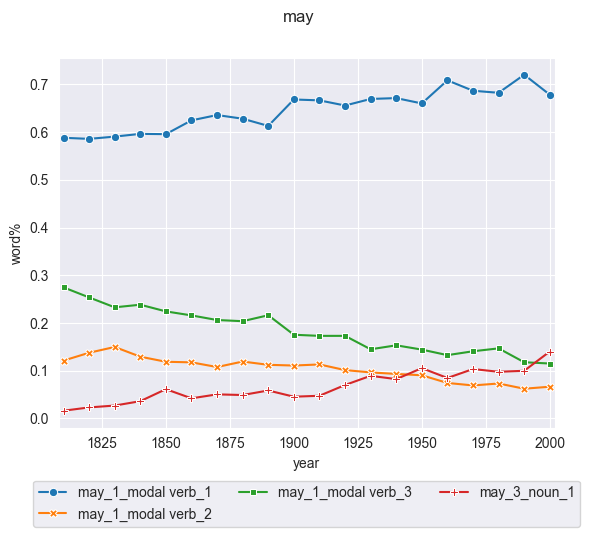 may
0.7
0.6
0.5
0.4
0.3
0.2
0.1
0.0
word%
1825 1850 1875 1900 1925 1950 1975 2000
year
may_1_modal verb_1 may_1_modal verb_3 may_3_noun_1
may_1_modal verb_2